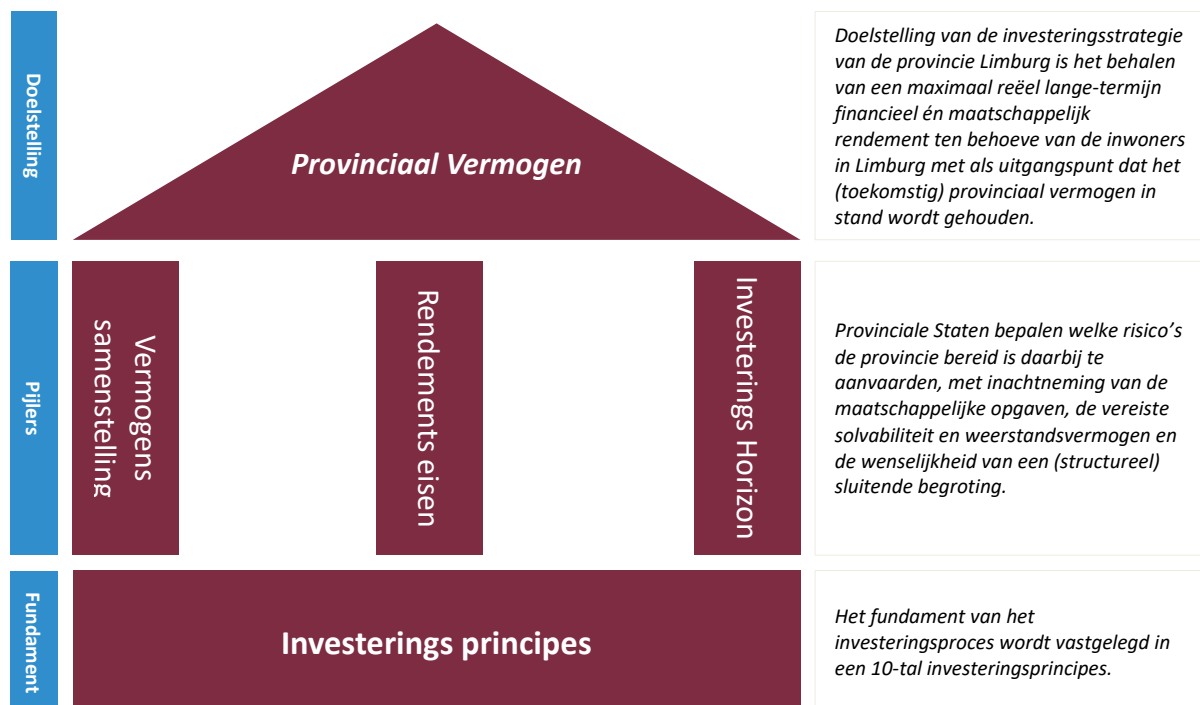 Doelstelling
Provinciaal Vermogen
Doelstelling van de investeringsstrategie
van de provincie Limburg is het behalen
van een maximaal reëel lange-termijn
financieel én maatschappelijk
rendement ten behoeve van de inwoners
in Limburg met als uitgangspunt dat het
(toekomstig) provinciaal vermogen in
stand wordt gehouden.
Pijlers
Vermogens
samenstelling
Rendements eisen
Investerings Horizon
Provinciale Staten bepalen welke risico’s
de provincie bereid is daarbij te
aanvaarden, met inachtneming van de
maatschappelijke opgaven, de vereiste
solvabiliteit en weerstandsvermogen en
de wenselijkheid van een (structureel)
sluitende begroting.
Fundament
Investerings principes
Het fundament van het
investeringsproces wordt vastgelegd in
een 10-tal investeringsprincipes.